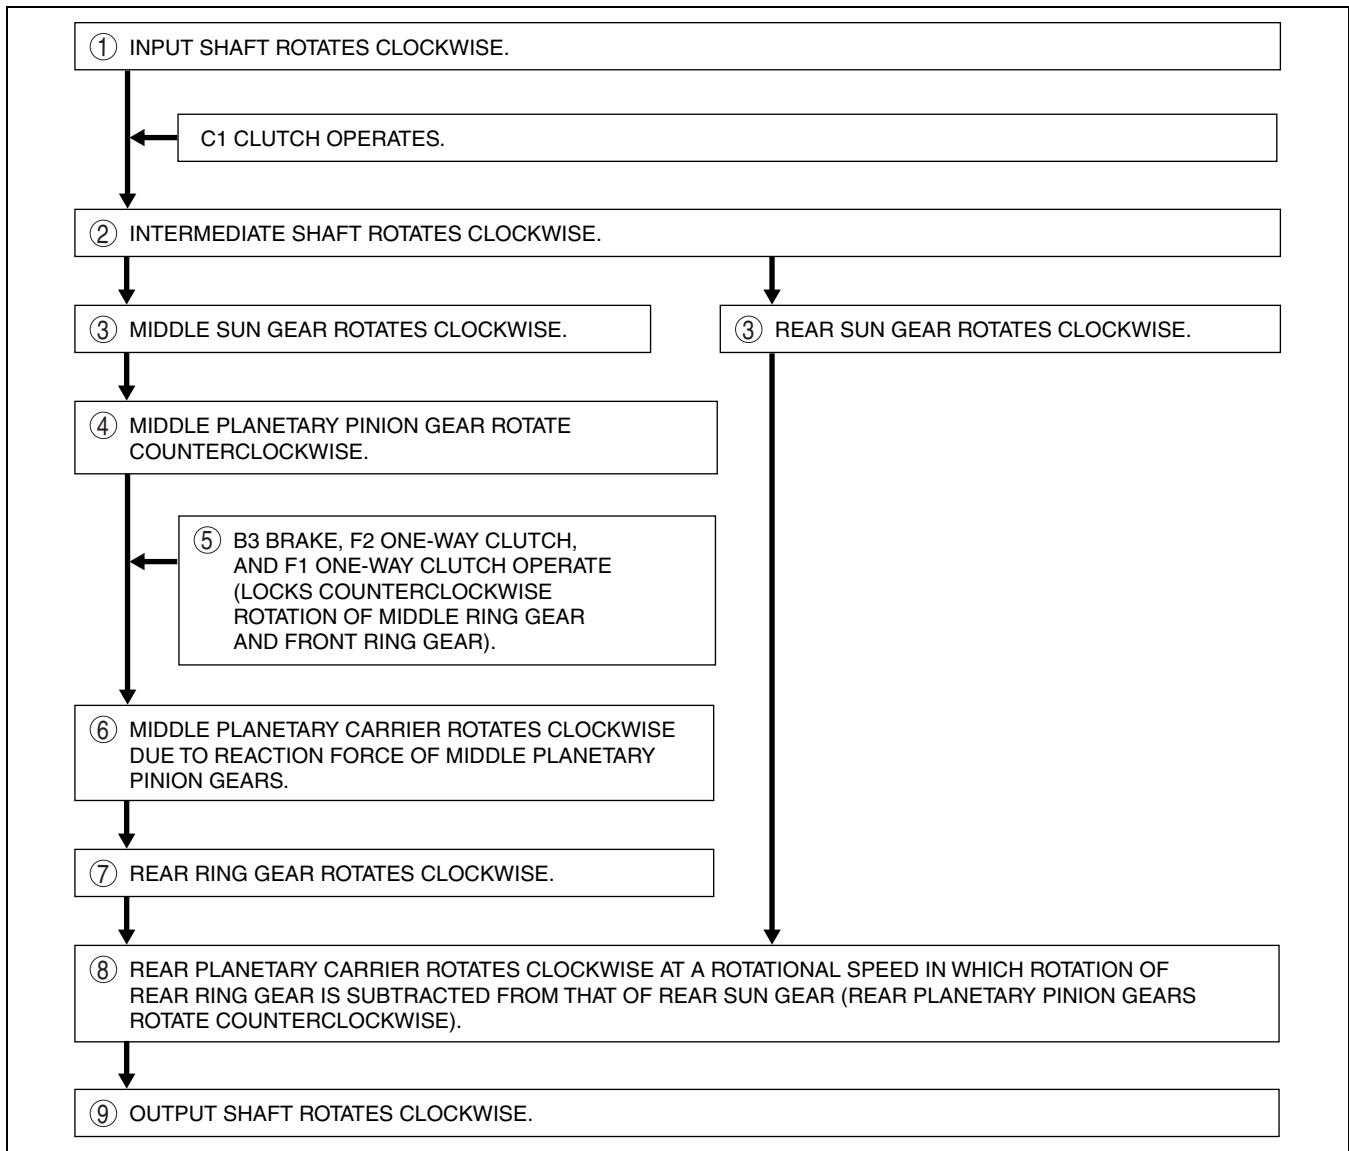 ① INPUT SHAFT ROTATES CLOCKWISE.
C1 CLUTCH OPERATES.
② INTERMEDIATE SHAFT ROTATES CLOCKWISE.
③ MIDDLE SUN GEAR ROTATES CLOCKWISE.
③ REAR SUN GEAR ROTATES CLOCKWISE.
④ MIDDLE PLANETARY PINION GEAR ROTATE
COUNTERCLOCKWISE.
⑤ B3 BRAKE, F2 ONE-WAY CLUTCH,
AND F1 ONE-WAY CLUTCH OPERATE
(LOCKS COUNTERCLOCKWISE
ROTATION OF MIDDLE RING GEAR
AND FRONT RING GEAR).
⑥ MIDDLE PLANETARY CARRIER ROTATES CLOCKWISE
DUE TO REACTION FORCE OF MIDDLE PLANETARY
PINION GEARS.
⑦ REAR RING GEAR ROTATES CLOCKWISE.
⑧ REAR PLANETARY CARRIER ROTATES CLOCKWISE AT A ROTATIONAL SPEED IN WHICH ROTATION OF
REAR RING GEAR IS SUBTRACTED FROM THAT OF REAR SUN GEAR (REAR PLANETARY PINION GEARS
ROTATE COUNTERCLOCKWISE).
⑨ OUTPUT SHAFT ROTATES CLOCKWISE.